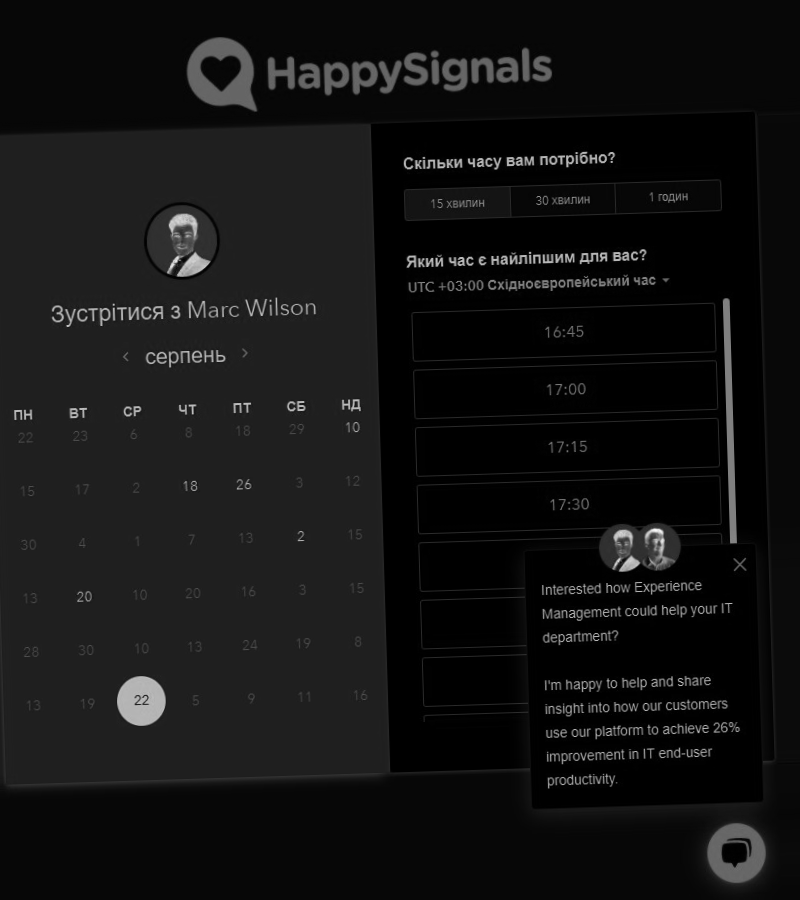 HappySignals
Зустрітися з Marc Wilson
серпень
ПН ВТ СР ЧТ ПТ СБ НД
22 23 6 8 18 29 10
15 17 2 18 26 3 12
30 4 1 7 13 2 15
13 20 10 20 16 3 15
28 30 10 13 24 19 8
13 19 22 5 9 11 16
Скільки часу вам потрібно?
15 хвилин 30 хвилин 1 годин
Який час є найліпшим для вас?
UTC +03:00 Східноєвропейський час
16:45
17:00
17:15
17:30
Interested how Experience
Management could help your IT
department?
I'm happy to help and share
insight into how our customers
use our platform to achieve 26%
improvement in IT end-user
productivity.